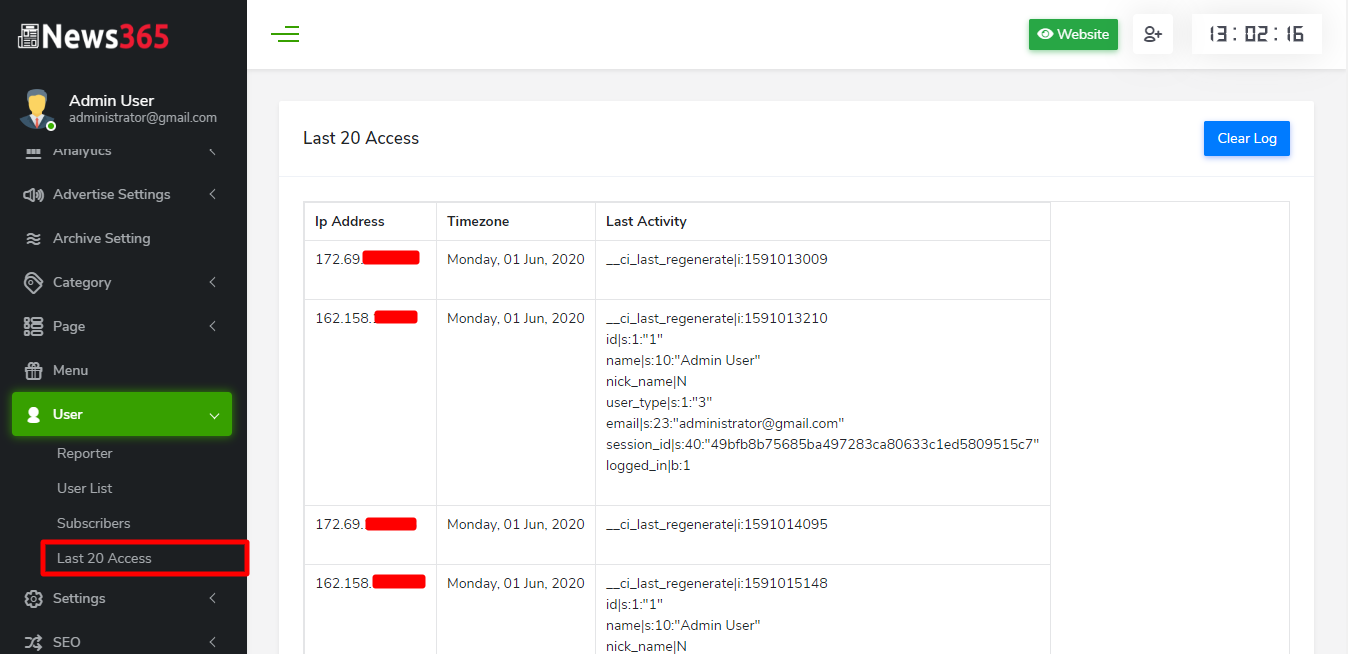 News365
Website
13:02:16
Admin User
administrator@gmail.com
Analytics
Advertise Settings
Archive Setting
Category
Page
Menu
User
Reporter
User List
Subscribers
Last 20 Access
Settings
SEO
Last 20 Access
Clear Log
Ip Address Timezone Last Activity
172.69. Monday, 01 Jun, 2020 __ci_last_regenerate|i:1591013009
162.158. Monday, 01 Jun, 2020 __ci_last_regenerate|i:1591013210
id|s:1:"1"
name|s:10:"Admin User"
nick_name|N
user_type|s:1:"3"
email|s:23:"administrator@gmail.com"
session_id|s:40:"49bfb8b75685ba497283ca80633c1ed5809515c7"
logged_in|b:1
172.69. Monday, 01 Jun, 2020 __ci_last_regenerate|i:1591014095
162.158. Monday, 01 Jun, 2020 __ci_last_regenerate|i:1591015148
id|s:1:"1"
name|s:10:"Admin User"
nick_name|N